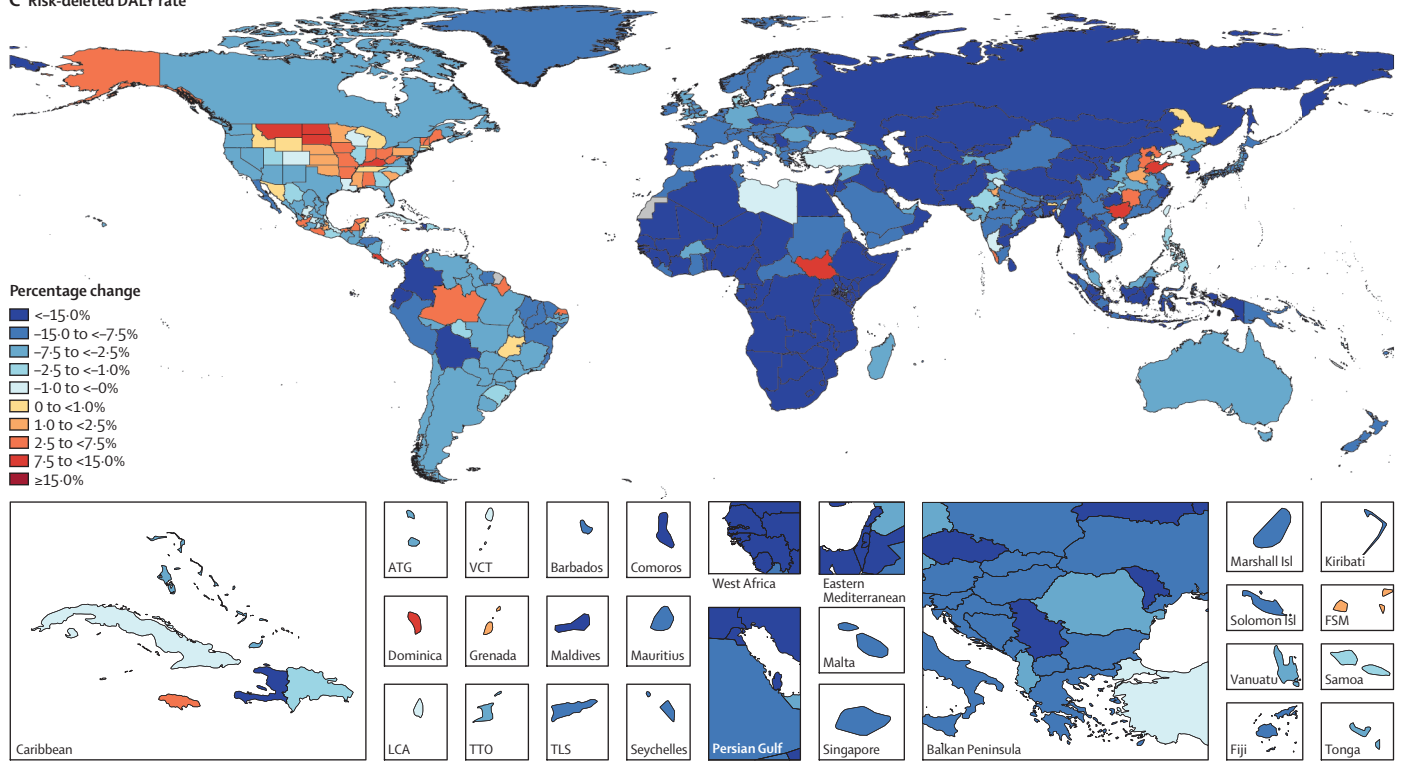 C Risk-deleted DALY rate
Percentage change
<–15·0%
–15·0 to <–7·5%
–7·5 to <–2·5%
–2·5 to <–1·0%
–1·0 to <–0%
0 to <1·0%
1·0 to <2·5%
2·5 to <7·5%
7·5 to <15·0%
≥15·0%
Caribbean
ATG
VCT
Barbados
Comoros
West Africa
Eastern
Mediterranean
Marshall Isl
Kiribati
Dominica
Grenada
Maldives
Mauritius
Malta
Solomon Isl
FSM
Vanuatu
Samoa
LCA
TTO
TLS
Seychelles
Persian Gulf
Singapore
Balkan Peninsula
Fiji
Tonga